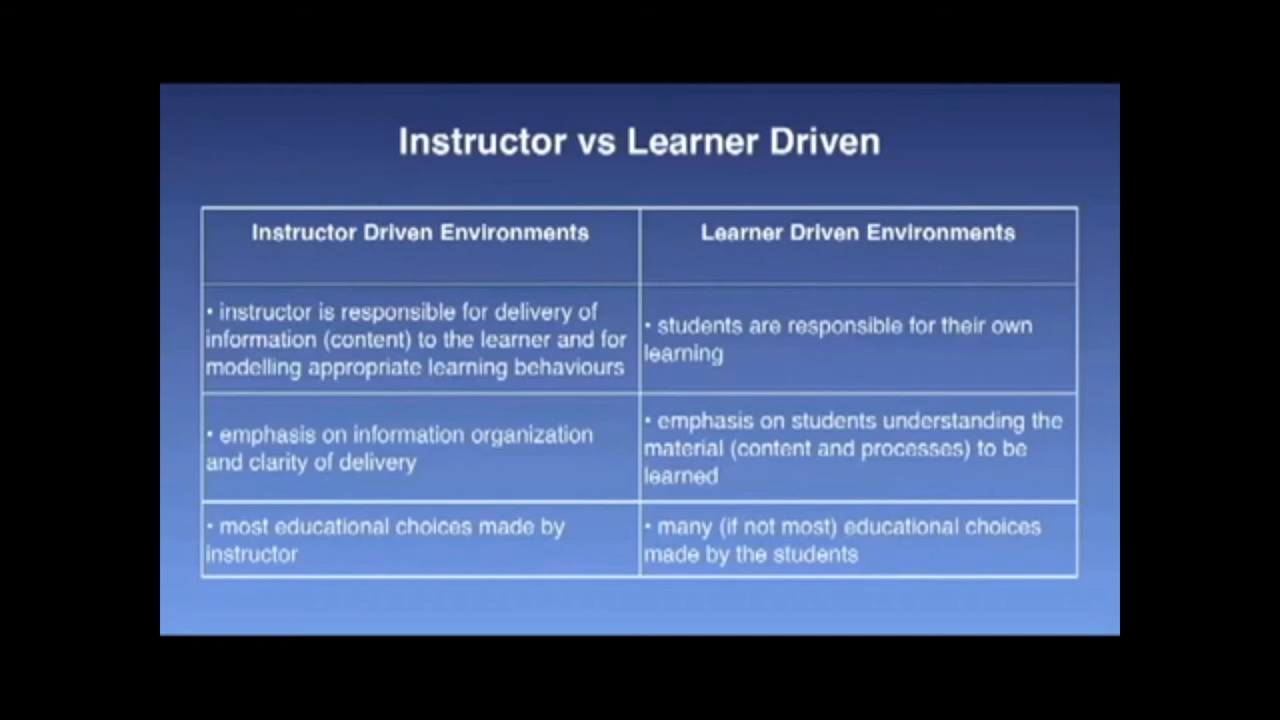 Instructor vs Learner Driven
Instructor Driven Environments
Learner Driven Environments
• instructor is responsible for delivery of
information (content) to the learner and for
modelling appropriate learning behaviours
• students are responsible for their own
learning
• emphasis on information organization
and clarity of delivery
• emphasis on students understanding the
material (content and processes) to be
learned
• most educational choices made by
instructor
• many (if not most) educational choices
made by the students